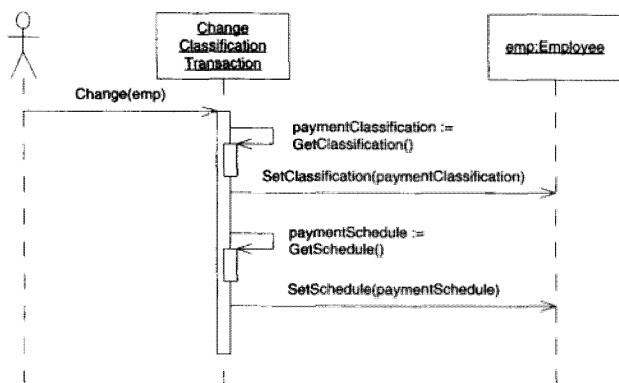 Change
Classification
Transaction
emp:Employee
Change(emp)
paymentClassification :=
GetClassification()
SetClassification(paymentClassification)
paymentSchedule :=
GetSchedule()
SetSchedule(paymentSchedule)